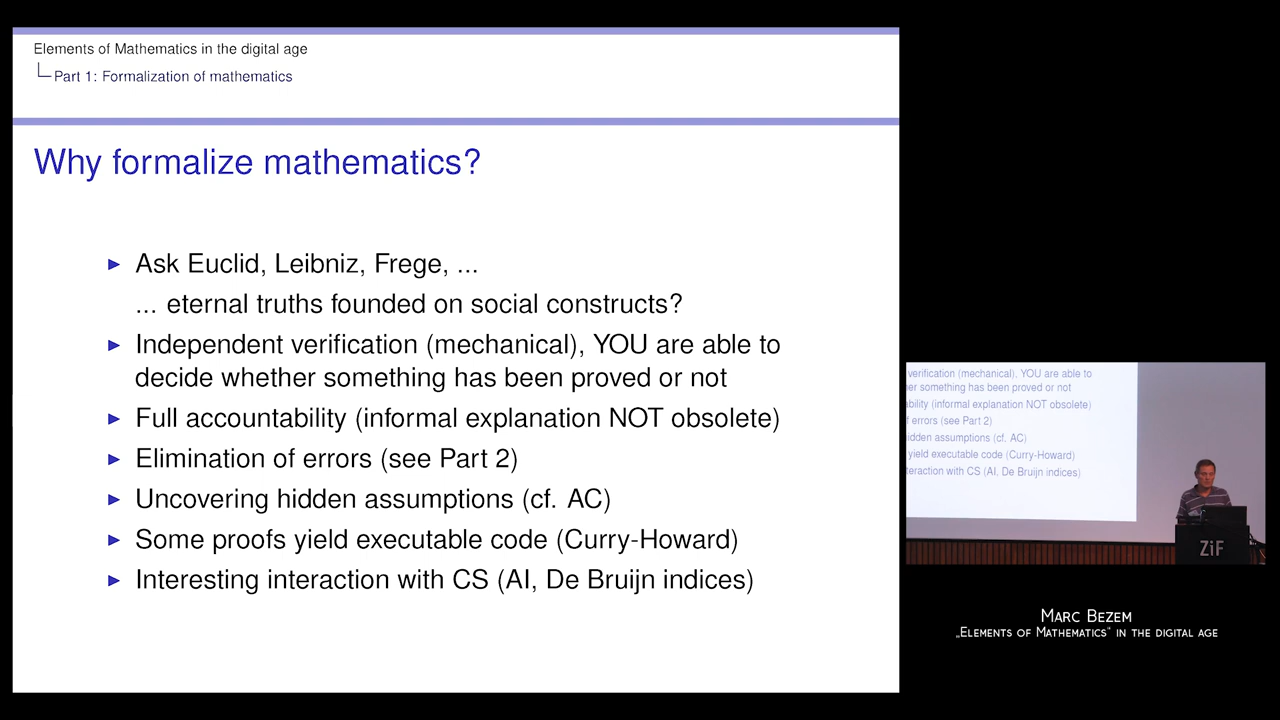 Elements of Mathematics in the digital age
Part 1: Formalization of mathematics
Why formalize mathematics?
Ask Euclid, Leibniz, Frege, ...
... eternal truths founded on social constructs?
Independent verification (mechanical), YOU are able to
decide whether something has been proved or not
Full accountability (informal explanation NOT obsolete)
Elimination of errors (see Part 2)
Uncovering hidden assumptions (cf. AC)
Some proofs yield executable code (Curry-Howard)
Interesting interaction with CS (AI, De Bruijn indices)
verification (mechanical), YOU are able to
er something has been proved or not
bility (informal explanation NOT obsolete)
f errors (see Part 2)
idden assumptions (cf. AC)
yield executable code (Curry-Howard)
teraction with CS (AI, De Bruijn indices)
ZiF
Marc Bezem
„Elements of Mathematics“ in the digital age